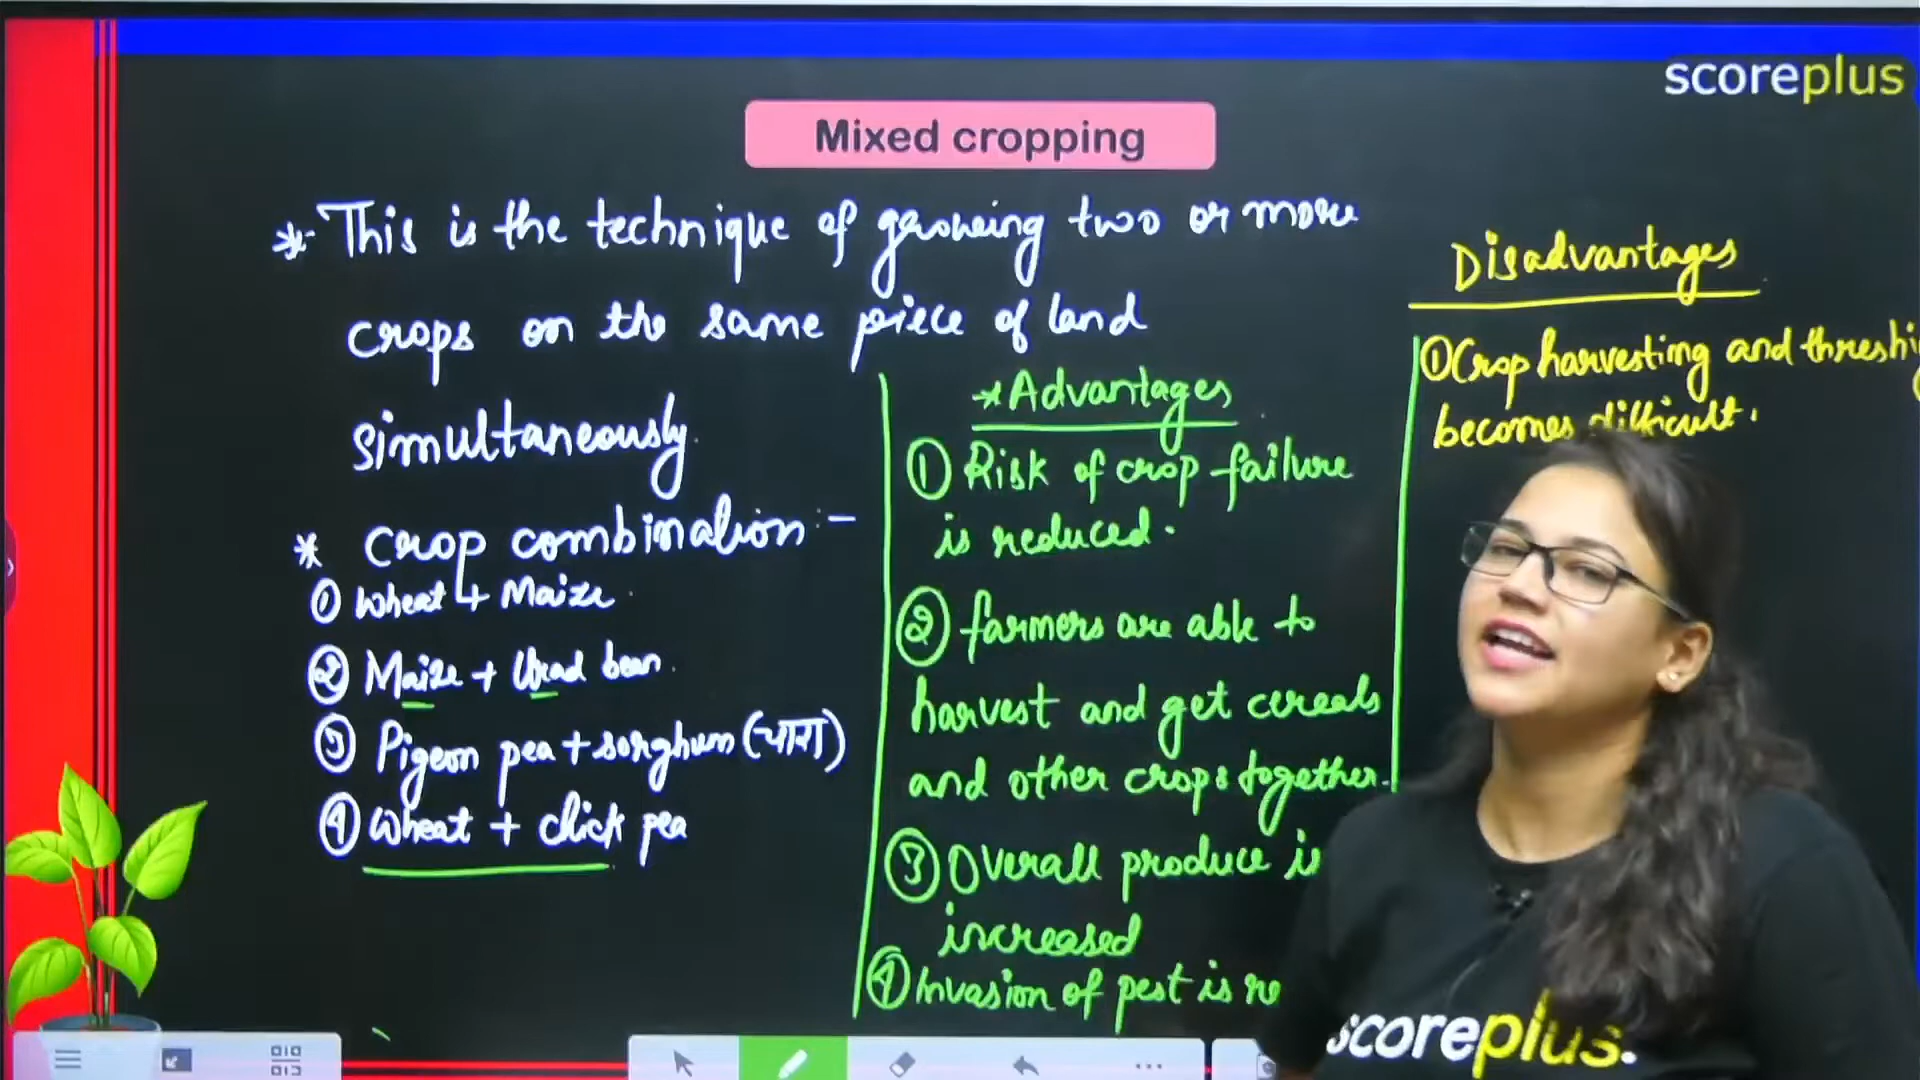 scoreplus
Mixed cropping
* This is the technique of growing two or more
crops on the same piece of land
simultaneously.
* Crop combination :-
① Wheat + Maize.
② Maize + Urad bean.
③ Pigeon pea + sorghum (चारा)
④ Wheat + chick pea
* Advantages
① Risk of crop failure
is reduced.
② farmers are able to
harvest and get cereals
and other crops together.
③ Overall produce is
increased
④ Invasion of pest is re
Disadvantages
① Crop harvesting and threshi
becomes difficult.
scoreplus.